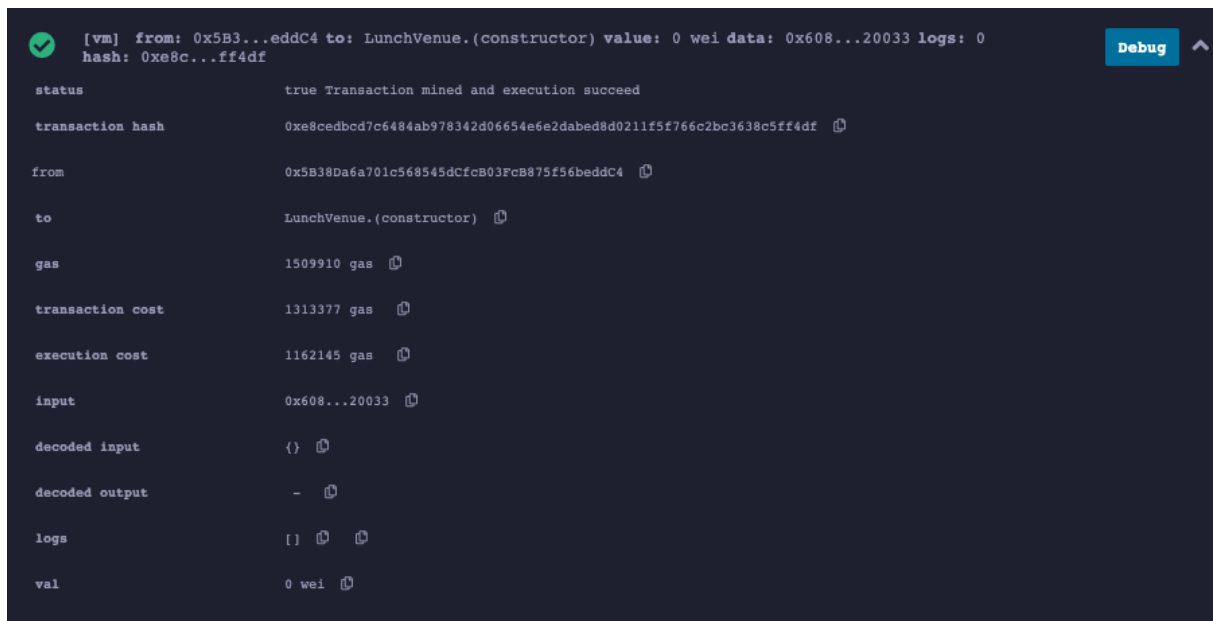 [vm] from: 0x5B3...eddC4 to: LunchVenue.(constructor) value: 0 wei data: 0x608...20033 logs: 0
hash: 0xe8c...ff4df
Debug
status true Transaction mined and execution succeed
transaction hash 0xe8cedbcd7c6484ab978342d06654e6e2dabed8d0211f5f766c2bc3638c5ff4df
from 0x5B38Da6a701c568545dCfcB03FcB875f56beddC4
to LunchVenue.(constructor)
gas 1509910 gas
transaction cost 1313377 gas
execution cost 1162145 gas
input 0x608...20033
decoded input {}
decoded output -
logs []
val 0 wei